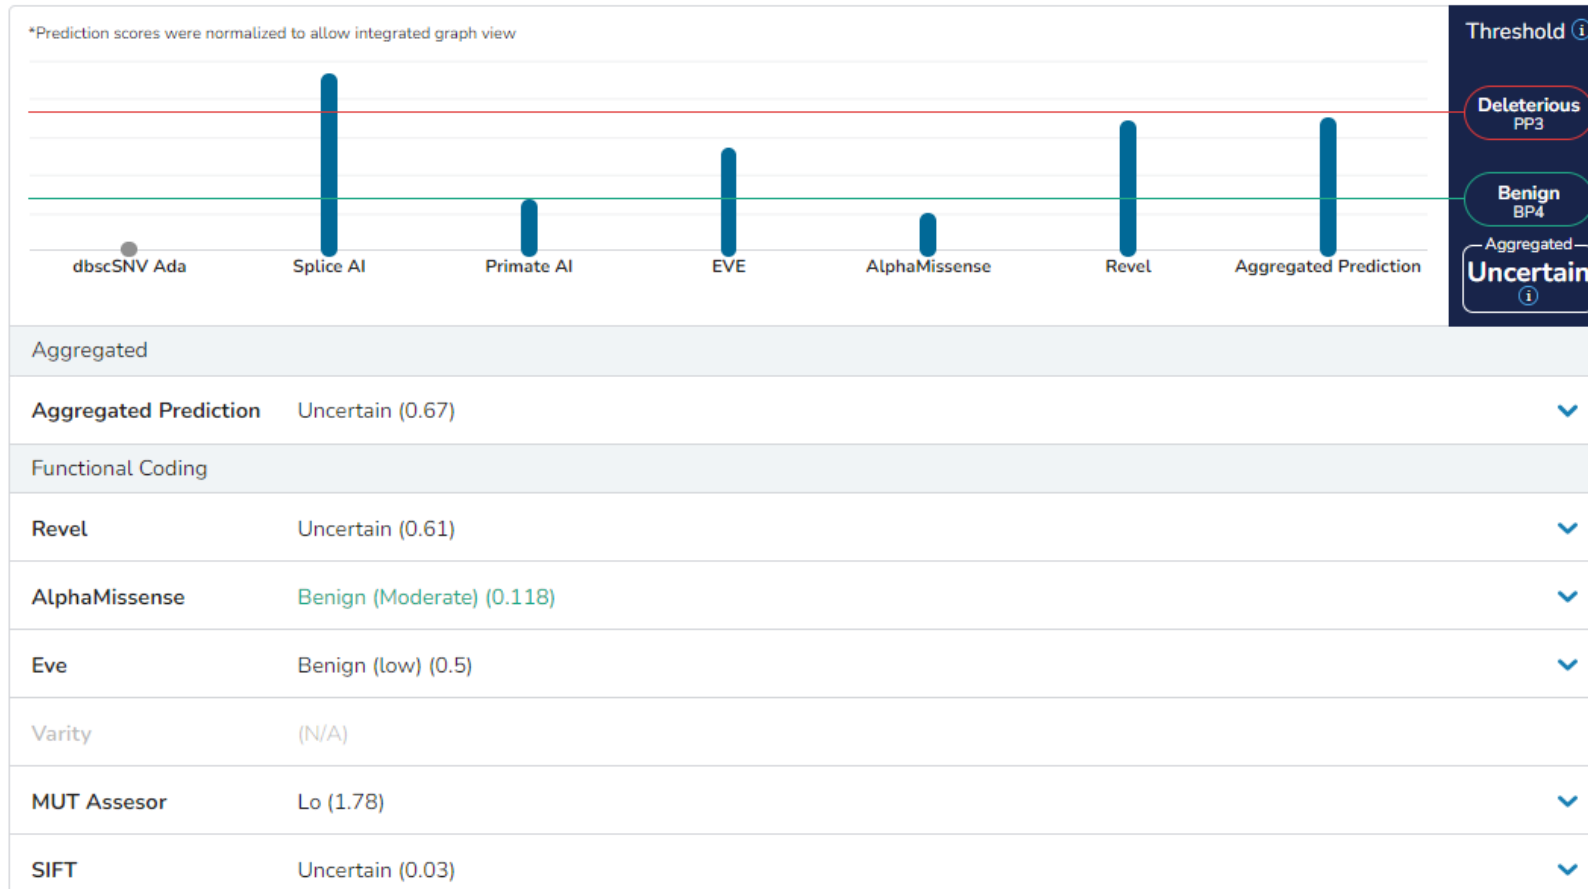 *Prediction scores were normalized to allow integrated graph view
Threshold i
Deleterious
PP3
Benign
BP4
Aggregated
Uncertain
i
dbscSNV Ada Splice AI Primate AI EVE AlphaMissense Revel Aggregated Prediction
Aggregated
Aggregated Prediction Uncertain (0.67)
Functional Coding
Revel Uncertain (0.61)
AlphaMissense Benign (Moderate) (0.118)
Eve Benign (low) (0.5)
Varity (N/A)
MUT Assesor Lo (1.78)
SIFT Uncertain (0.03)